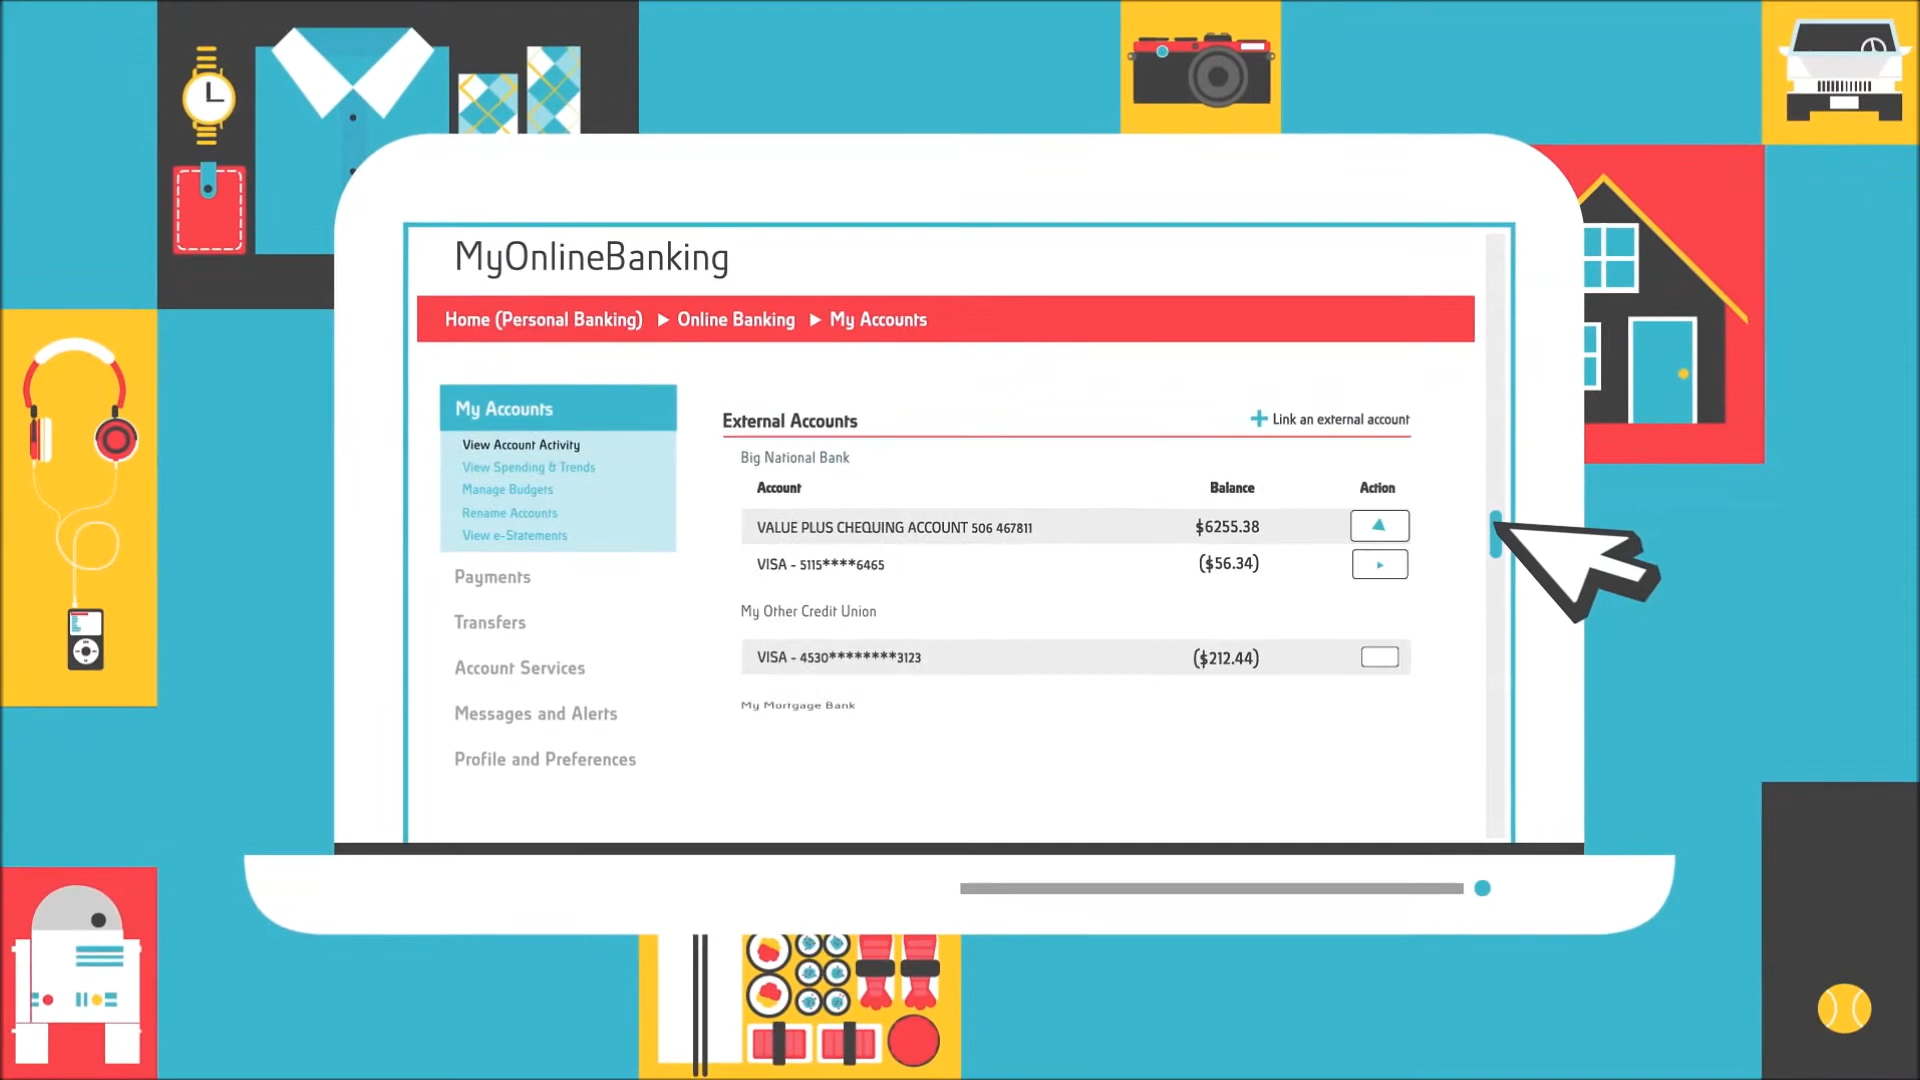 MyOnlineBanking
Home (Personal Banking) ▶ Online Banking ▶ My Accounts
My Accounts
View Account Activity
View Spending & Trends
Manage Budgets
Rename Accounts
View e-Statements
Payments
Transfers
Account Services
Messages and Alerts
Profile and Preferences
External Accounts
+ Link an external account
Big National Bank
Account Balance Action
VALUE PLUS CHEQUING ACCOUNT 506 467811 $6255.38
VISA - 5115****6465 ($56.34)
My Other Credit Union
VISA - 4530********3123 ($212.44)
My Mortgage Bank